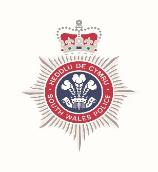 HEDDLU DE CYMRU
SOUTH WALES POLICE